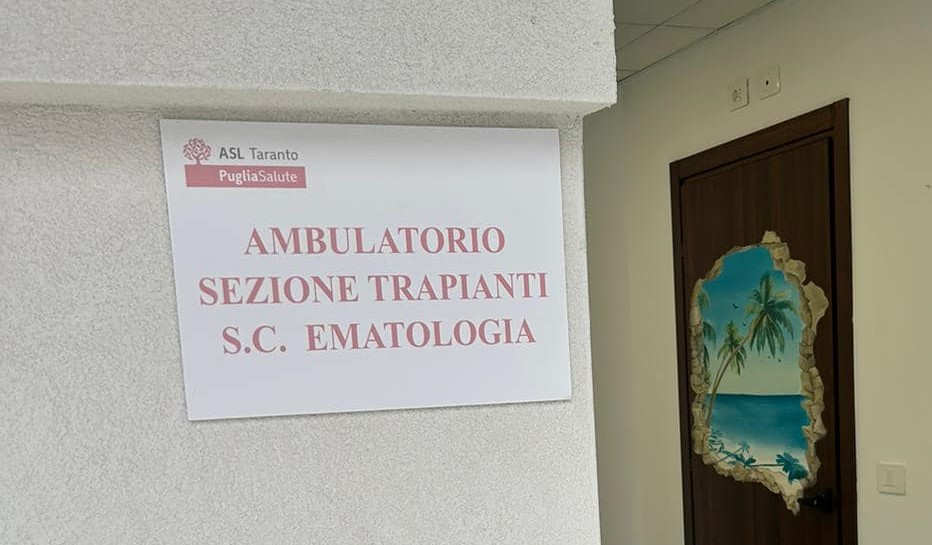 ASL Taranto
PugliaSalute
AMBULATORIO
SEZIONE TRAPIANTI
S.C. EMATOLOGIA